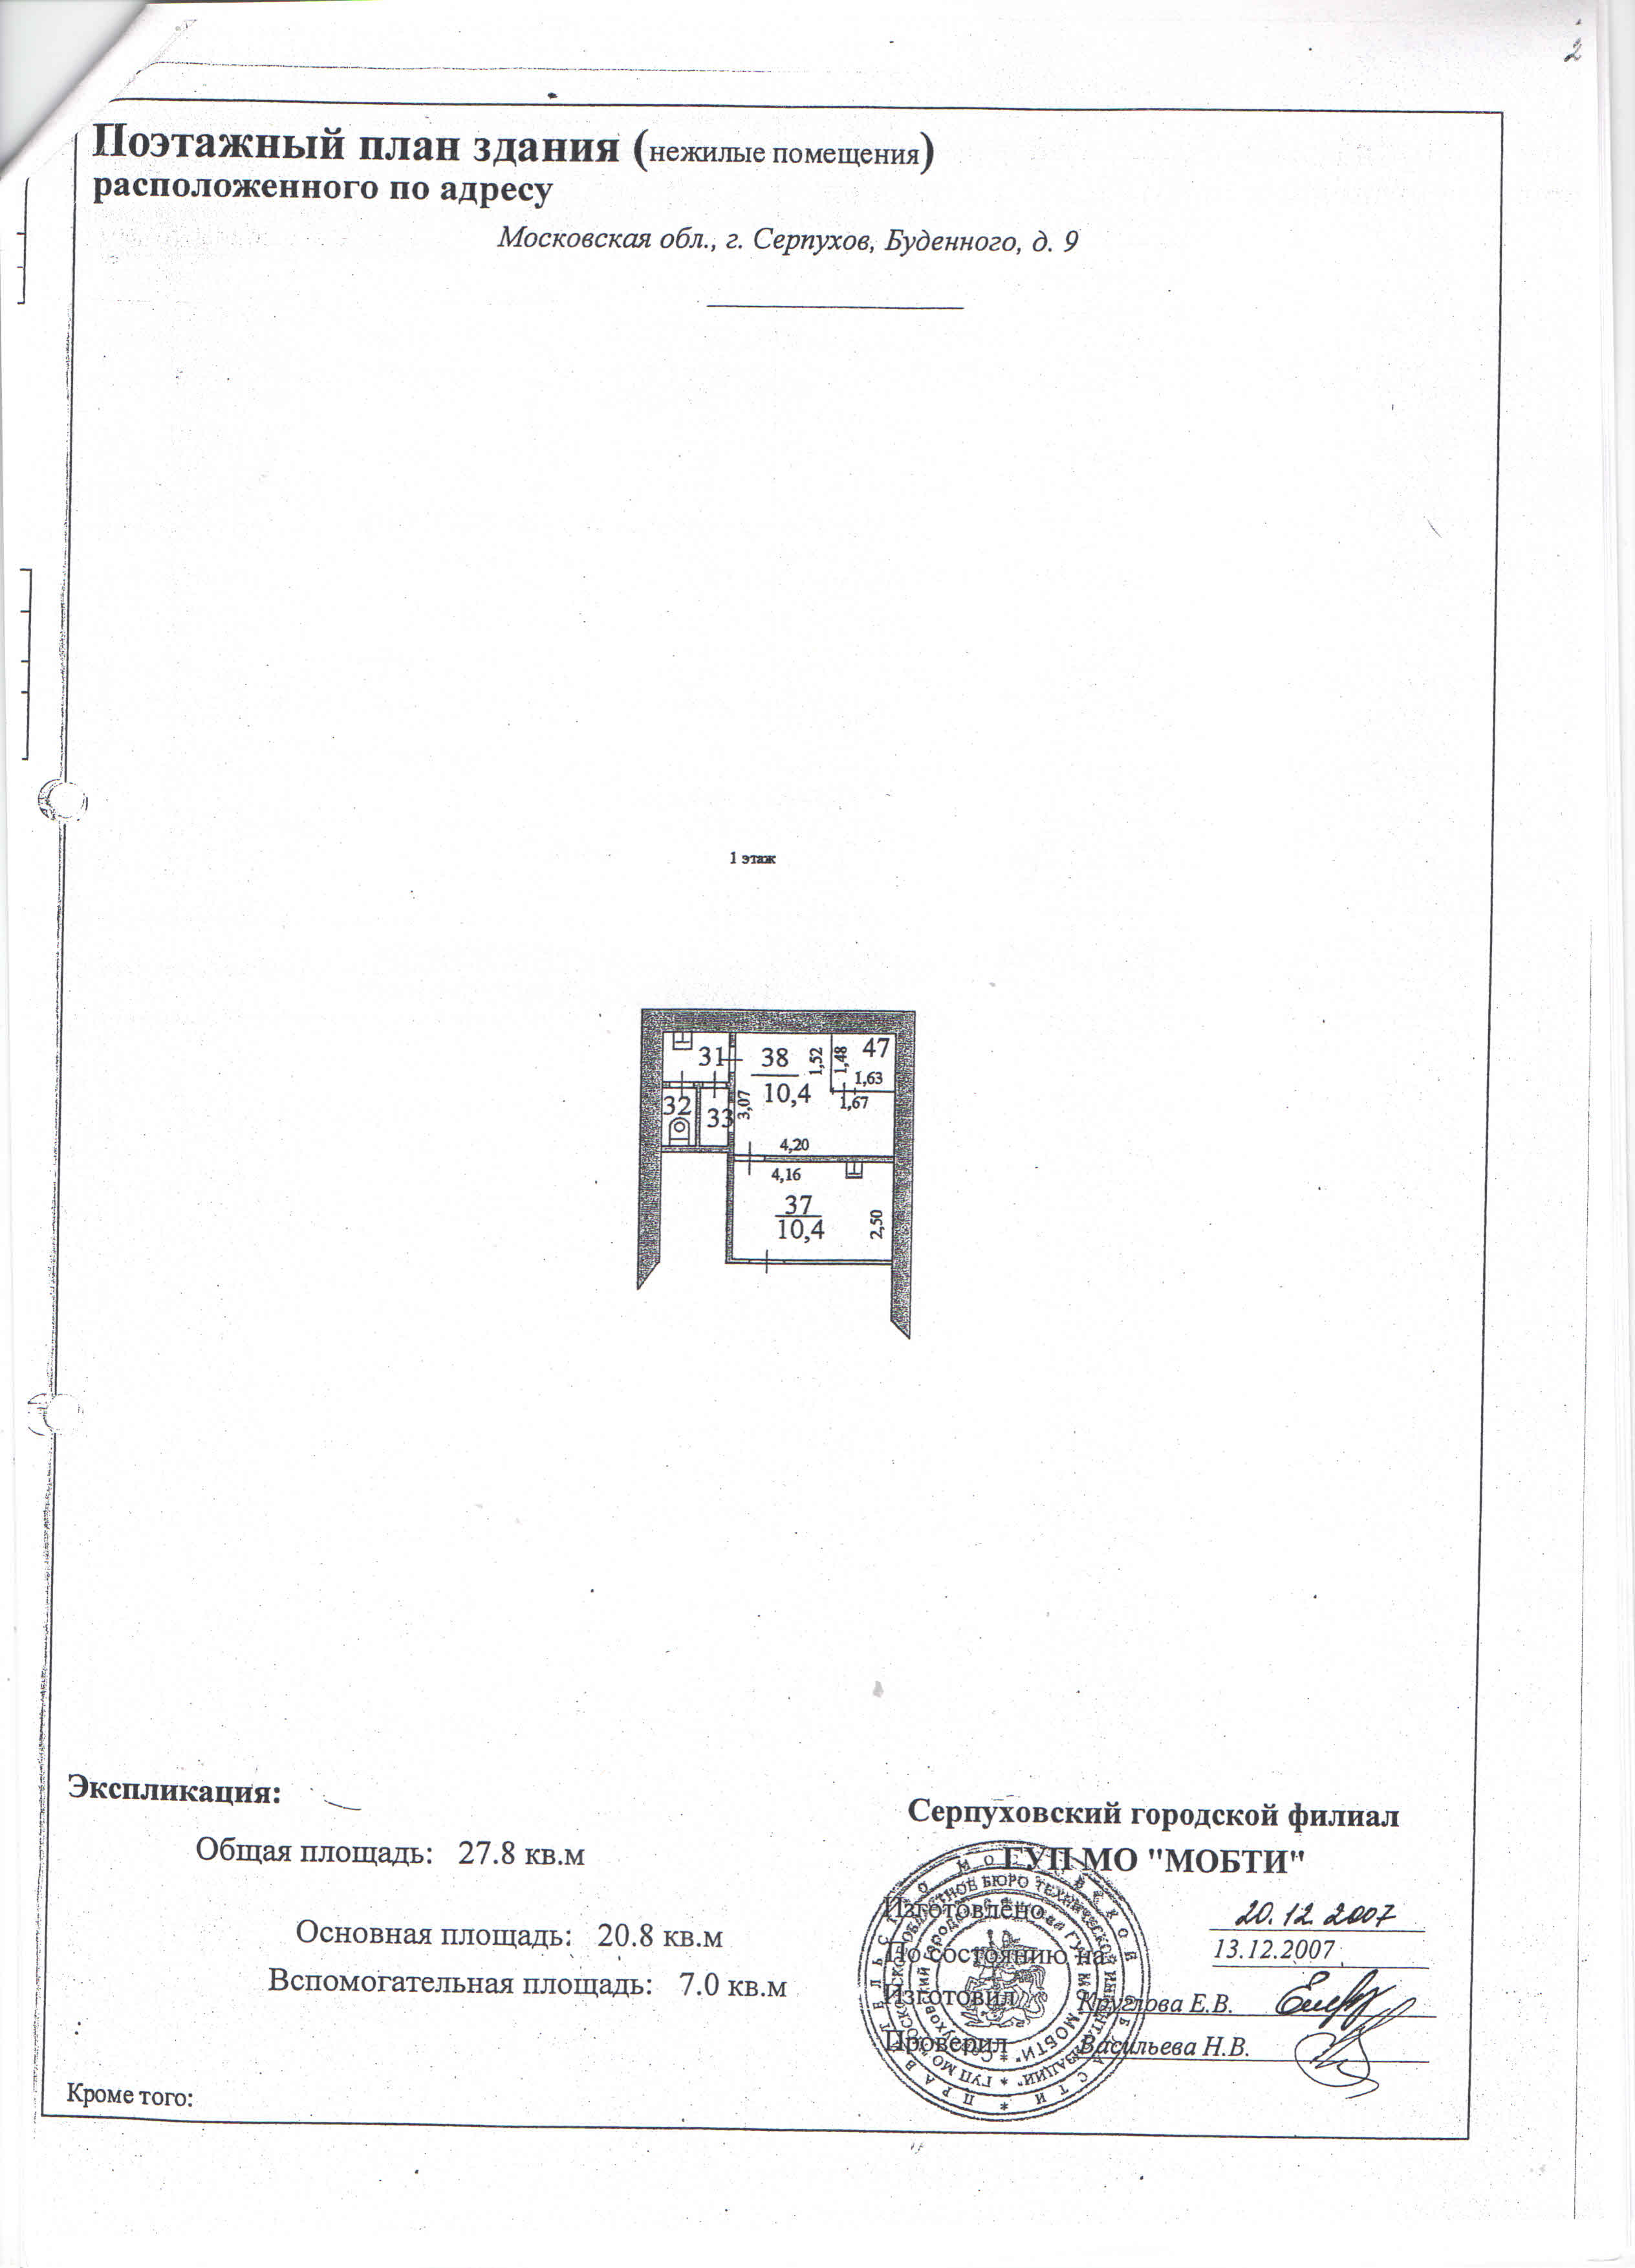 2
Поэтажный план здания (нежилые помещения)
расположенного по адресу
Московская обл., г. Серпухов, Буденного, д. 9
1 этаж
31
38
10,4
1,52
1,48
47
1,63
1,67
32
33
3,07
4,20
4,16
37
10,4
2,50
Экспликация:
Общая площадь: 27.8 кв.м
Основная площадь: 20.8 кв.м
Вспомогательная площадь: 7.0 кв.м
Кроме того:
Серпуховский городской филиал
ГУП МО "МОБТИ"
Изготовлено 20.12.2007
По состоянию на 13.12.2007
Изготовил Круглова Е.В.
Проверил Васильева Н.В.